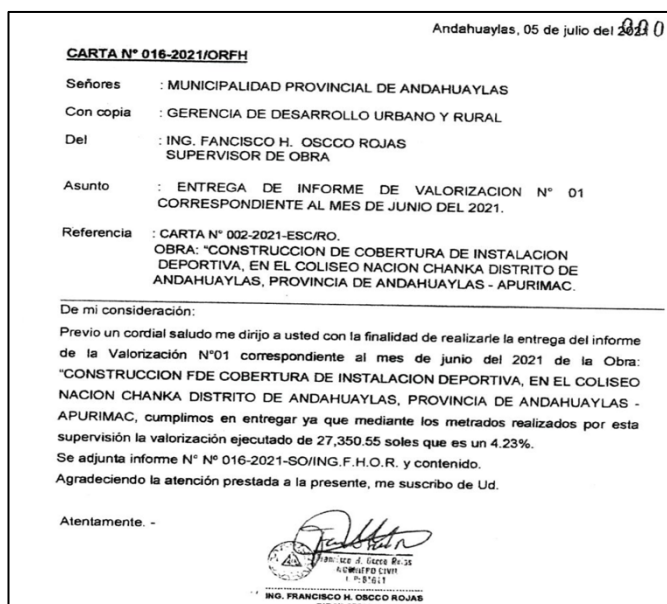 Andahuaylas, 05 de julio del 2021
CARTA Nº 016-2021/ORFH
Señores : MUNICIPALIDAD PROVINCIAL DE ANDAHUAYLAS
Con copia : GERENCIA DE DESARROLLO URBANO Y RURAL
Del : ING. FANCISCO H. OSCCO ROJAS
SUPERVISOR DE OBRA
Asunto : ENTREGA DE INFORME DE VALORIZACION Nº 01
CORRESPONDIENTE AL MES DE JUNIO DEL 2021.
Referencia : CARTA Nº 002-2021-ESC/RO.
OBRA: "CONSTRUCCION DE COBERTURA DE INSTALACION
DEPORTIVA, EN EL COLISEO NACION CHANKA DISTRITO DE
ANDAHUAYLAS, PROVINCIA DE ANDAHUAYLAS - APURIMAC.
De mi consideración:
Previo un cordial saludo me dirijo a usted con la finalidad de realizarle la entrega del informe
de la Valorización Nº01 correspondiente al mes de junio del 2021 de la Obra:
"CONSTRUCCION FDE COBERTURA DE INSTALACION DEPORTIVA, EN EL COLISEO
NACION CHANKA DISTRITO DE ANDAHUAYLAS, PROVINCIA DE ANDAHUAYLAS -
APURIMAC, cumplimos en entregar ya que mediante los metrados realizados por esta
supervisión la valorización ejecutado de 27,350.55 soles que es un 4.23%.
Se adjunta informe Nº Nº 016-2021-SO/ING.F.H.O.R. y contenido.
Agradeciendo la atención prestada a la presente, me suscribo de Ud.
Atentamente. -
ING. FRANCISCO H. OSCCO ROJAS